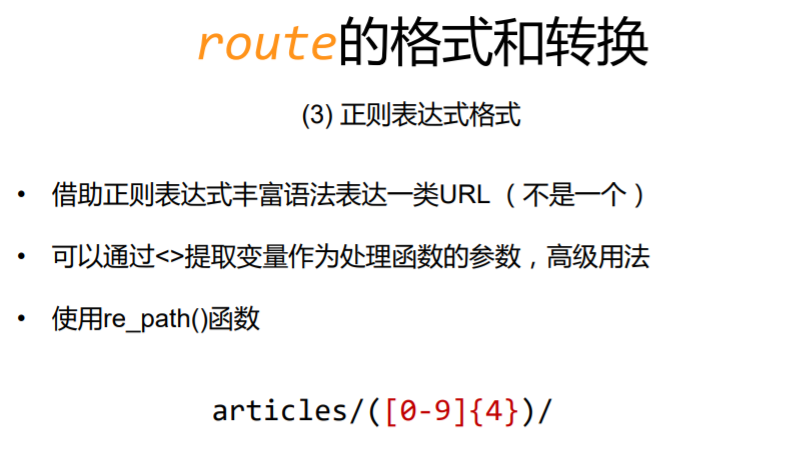 route的格式和转换
(3) 正则表达式格式
• 借助正则表达式丰富语法表达一类URL（不是一个）
• 可以通过<>提取变量作为处理函数的参数，高级用法
• 使用re_path()函数
articles/([0-9]{4})/